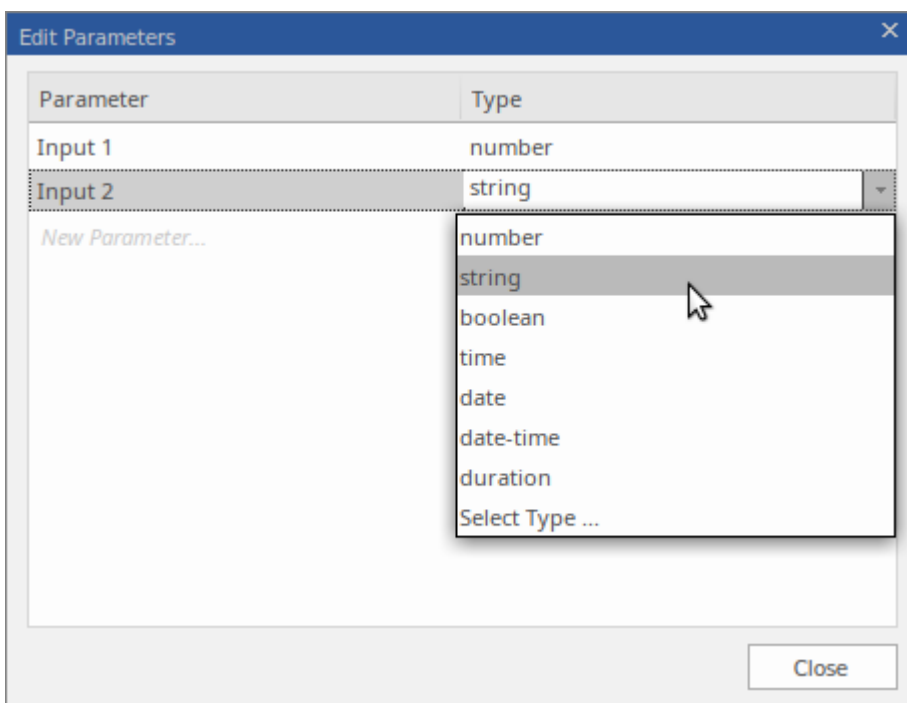 Edit Parameters
Parameter Type
Input 1 number
Input 2 string
New Parameter...
number
string
boolean
time
date
date-time
duration
Select Type ...
Close